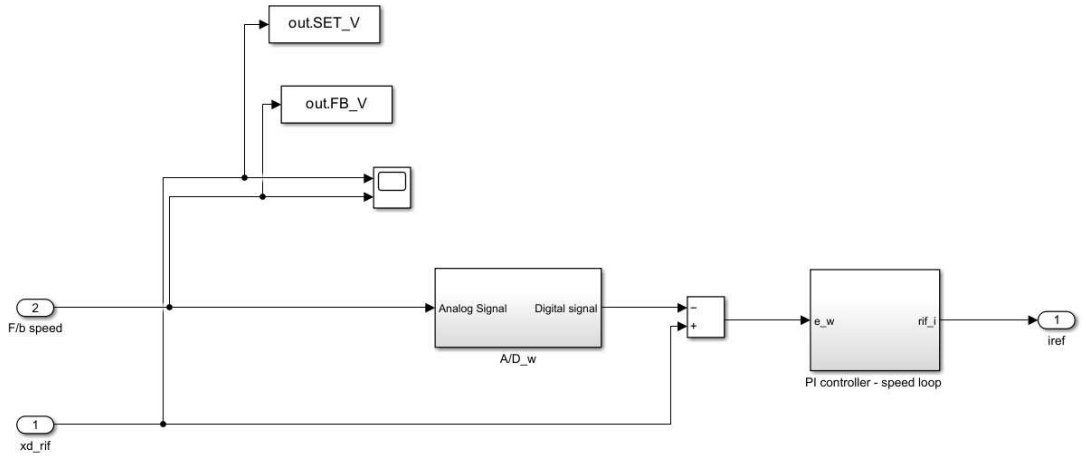 out.SET_V
out.FB_V
2
F/b speed
Analog Signal
Digital signal
A/D_w
−
+
e_w
rif_i
PI controller - speed loop
1
iref
1
xd_rif